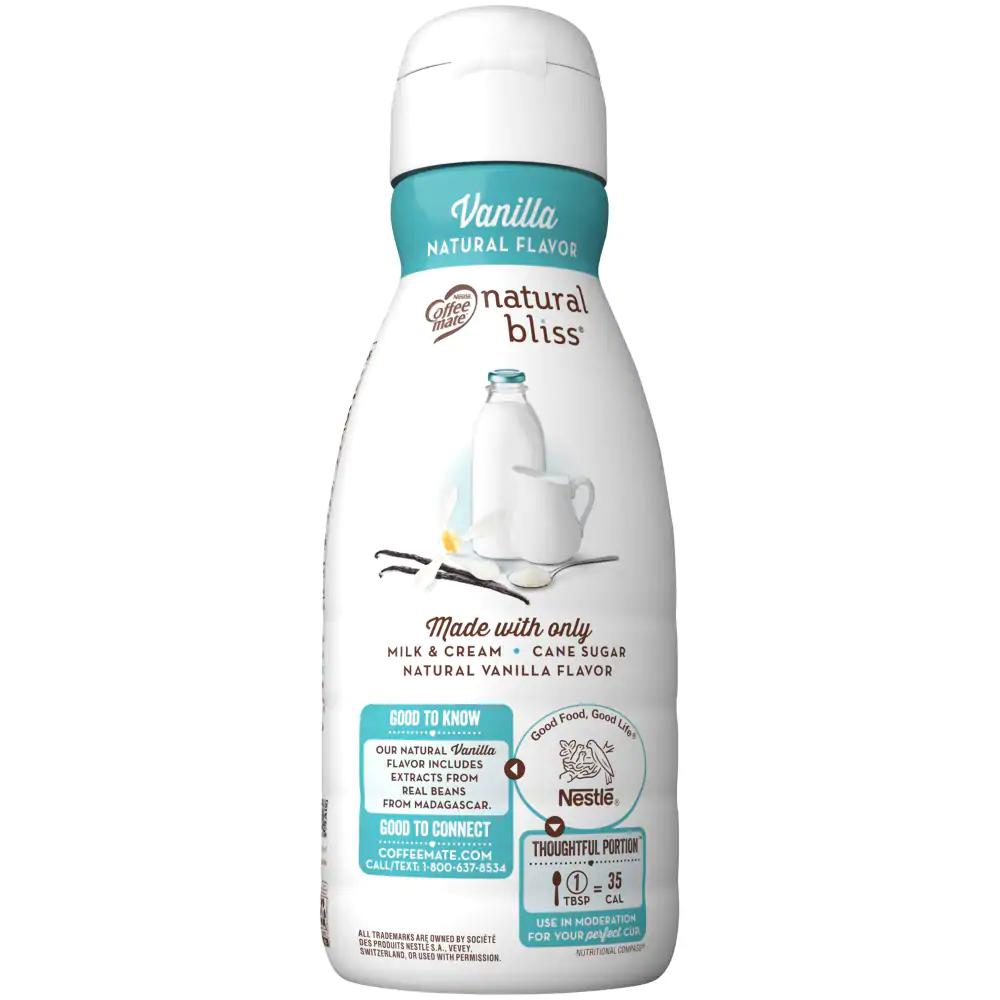 Vanilla
NATURAL FLAVOR
Nestlé
Coffee
mate
natural
bliss®
Made with only
MILK & CREAM • CANE SUGAR
NATURAL VANILLA FLAVOR
GOOD TO KNOW
OUR NATURAL Vanilla
FLAVOR INCLUDES
EXTRACTS FROM
REAL BEANS
FROM MADAGASCAR.
GOOD TO CONNECT
COFFEEMATE.COM
CALL/TEXT: 1-800-637-8534
Good Food, Good Life®
Nestlé®
THOUGHTFUL PORTION™
1 = 35
TBSP CAL
USE IN MODERATION
FOR YOUR perfect CUP.
NUTRITIONAL COMPASS®
ALL TRADEMARKS ARE OWNED BY SOCIÉTÉ
DES PRODUITS NESTLÉ S.A., VEVEY,
SWITZERLAND, OR USED WITH PERMISSION.